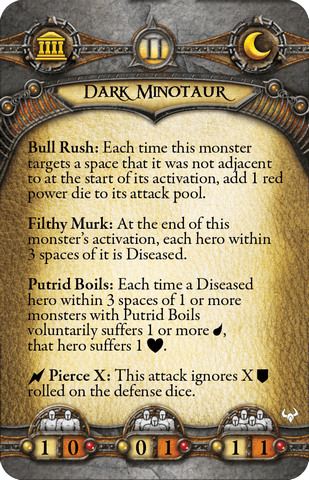 II
DARK MINOTAUR
Bull Rush: Each time this monster
targets a space that it was not adjacent
to at the start of its activation, add 1 red
power die to its attack pool.
Filthy Murk: At the end of this
monster's activation, each hero within
3 spaces of it is Diseased.
Putrid Boils: Each time a Diseased
hero within 3 spaces of 1 or more
monsters with Putrid Boils
voluntarily suffers 1 or more ,
that hero suffers 1 .
Pierce X: This attack ignores X
rolled on the defense dice.
1 0 0 1 1 1